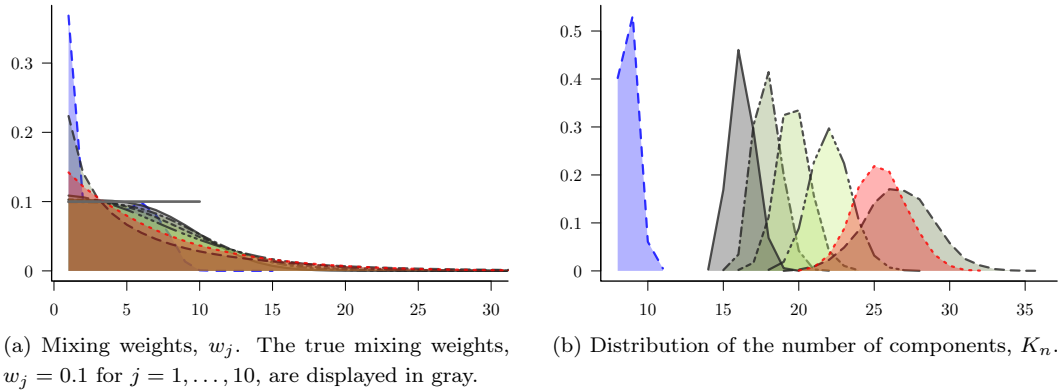 0.3
0.2
0.1
0
0 5 10 15 20 25 30
0.5
0.4
0.3
0.2
0.1
0
10 15 20 25 30 35
(a) Mixing weights, $w_j$. The true mixing weights,
$w_j = 0.1$ for $j = 1, \ldots, 10$, are displayed in gray.
(b) Distribution of the number of components, $K_n$.